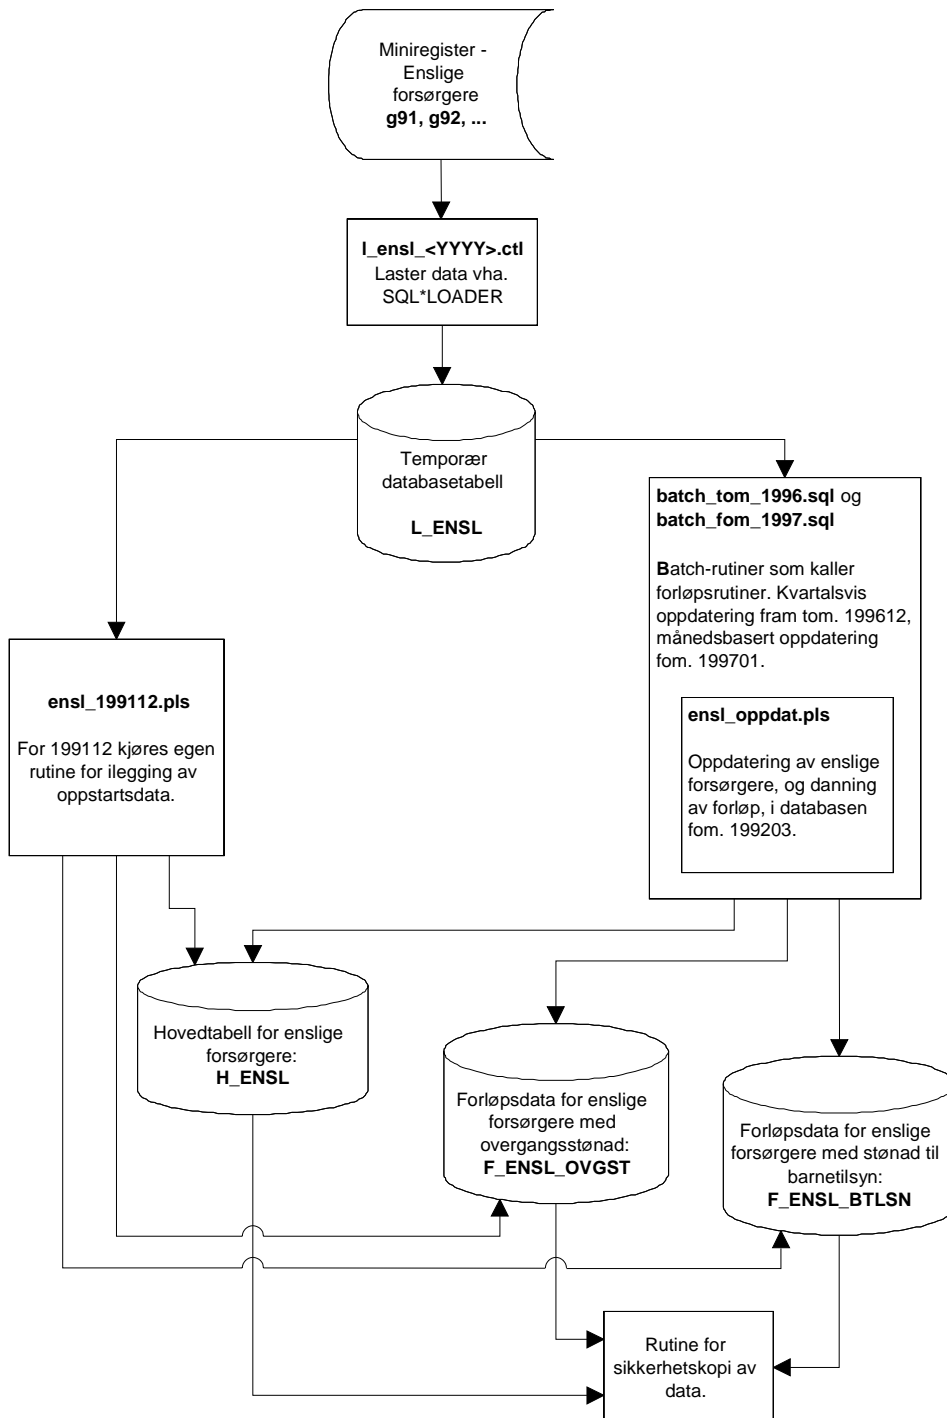 Miniregister -
Enslige
forsørgere
g91, g92, ...
l_ensl_<YYYY>.ctl
Laster data vha.
SQL*LOADER
Temporær
databasetabell
L_ENSL
batch_tom_1996.sql og
batch_fom_1997.sql
Batch-rutiner som kaller
forløpsrutiner. Kvartalsvis
oppdatering fram tom. 199612,
månedsbasert oppdatering
fom. 199701.
ensl_oppdat.pls
Oppdatering av enslige
forsørgere, og danning
av forløp, i databasen
fom. 199203.
ensl_199112.pls
For 199112 kjøres egen
rutine for ilegging av
oppstartsdata.
Hovedtabell for enslige
forsørgere:
H_ENSL
Forløpsdata for enslige
forsørgere med
overgangsstønad:
F_ENSL_OVGST
Forløpsdata for enslige
forsørgere med stønad til
barnetilsyn:
F_ENSL_BTLSN
Rutine for
sikkerhetskopi av
data.